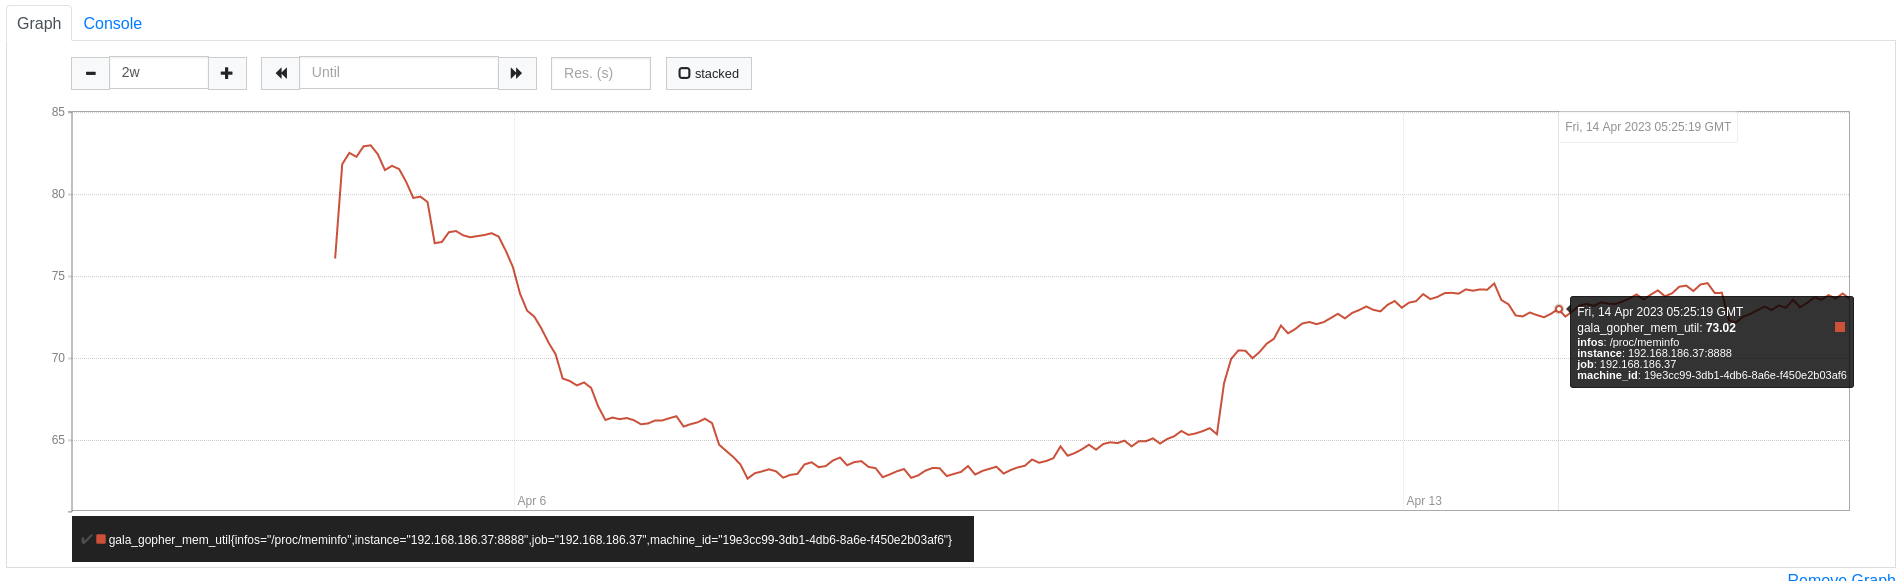 Graph Console
2w Until Res. (s) stacked
85
80
75
70
65
Fri, 14 Apr 2023 05:25:19 GMT
Fri, 14 Apr 2023 05:25:19 GMT
gala_gopher_mem_util: 73.02
infos: /proc/meminfo
instance: 192.168.186.37:8888
job: 192.168.186.37
machine_id: 19e3cc99-3db1-4db6-8a6e-f450e2b03af6
Apr 6 Apr 13
gala_gopher_mem_util{infos="/proc/meminfo",instance="192.168.186.37:8888",job="192.168.186.37",machine_id="19e3cc99-3db1-4db6-8a6e-f450e2b03af6"}
Remove Graph